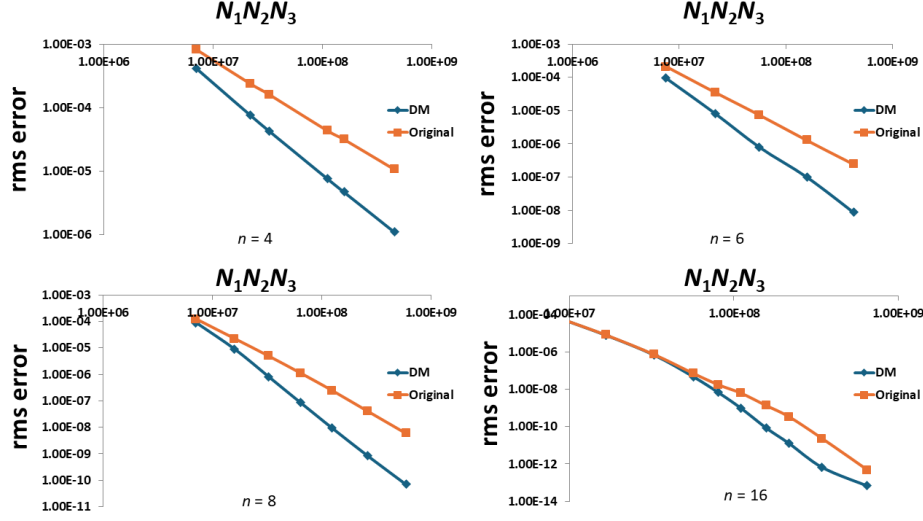 N₁N₂N₃
1.00E-03
1.00E+06 1.00E+07 1.00E+08 1.00E+09
1.00E-04
1.00E-05
1.00E-06
rms error
DM
Original
n = 4
N₁N₂N₃
1.00E-03
1.00E+06 1.00E+07 1.00E+08 1.00E+09
1.00E-04
1.00E-05
1.00E-06
1.00E-07
1.00E-08
1.00E-09
rms error
DM
Original
n = 6
N₁N₂N₃
1.00E-03
1.00E+06 1.00E+07 1.00E+08 1.00E+09
1.00E-04
1.00E-05
1.00E-06
1.00E-07
1.00E-08
1.00E-09
1.00E-10
1.00E-11
rms error
DM
Original
n = 8
N₁N₂N₃
1.00E+07 1.00E+08 1.00E+09
1.00E-04
1.00E-06
1.00E-08
1.00E-10
1.00E-12
1.00E-14
rms error
DM
Original
n = 16